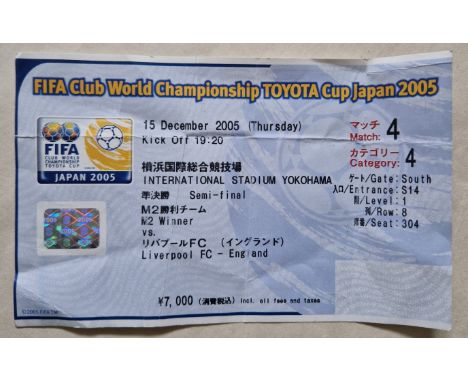 FIFA Club World Championship TOYOTA Cup Japan 2005
FIFA
CLUB WORLD
CHAMPIONSHIP
TOYOTA CUP
JAPAN 2005
15 December 2005 (Thursday)
Kick Off 19:20
横浜国際総合競技場
INTERNATIONAL STADIUM YOKOHAMA
準決勝 Semi-final
M2勝利チーム
M2 Winner
vs.
リバプールFC (イングランド)
Liverpool FC - England
¥7,000 (消費税込) incl. all fees and taxes
マッチ
Match: 4
カテゴリー
Category: 4
ゲート/Gate: South
入口/Entrance: S14
階/Level: 1
列/Row: 8
席番/Seat: 304
©2005 FIFA TM